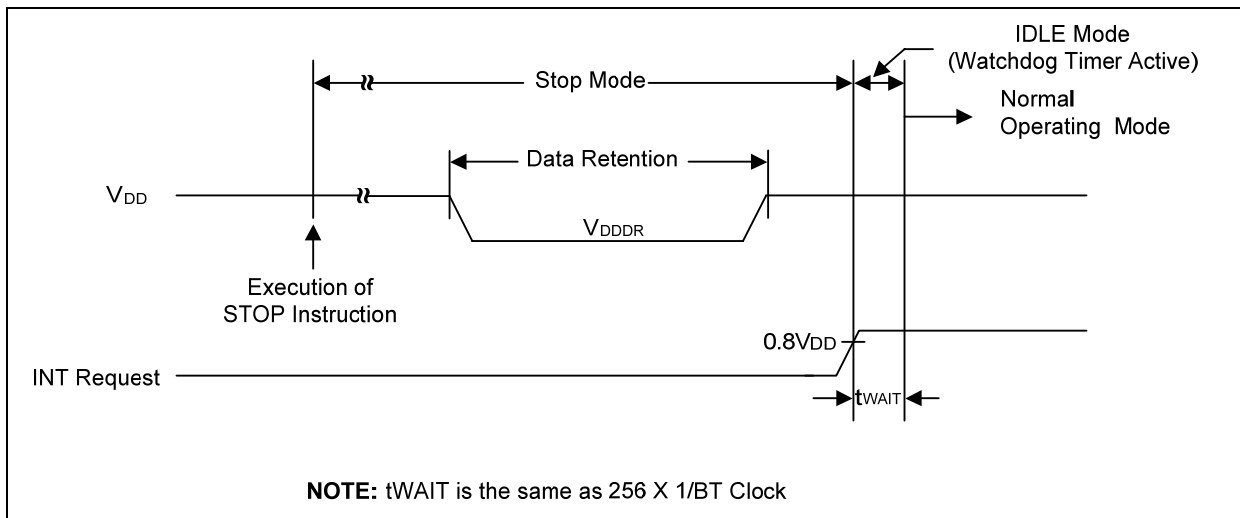 IDLE Mode
(Watchdog Timer Active)
Stop Mode
Normal
Operating Mode
Data Retention
VDD
VDDDR
Execution of
STOP Instruction
0.8VDD
INT Request
tWAIT
NOTE: tWAIT is the same as 256 X 1/BT Clock